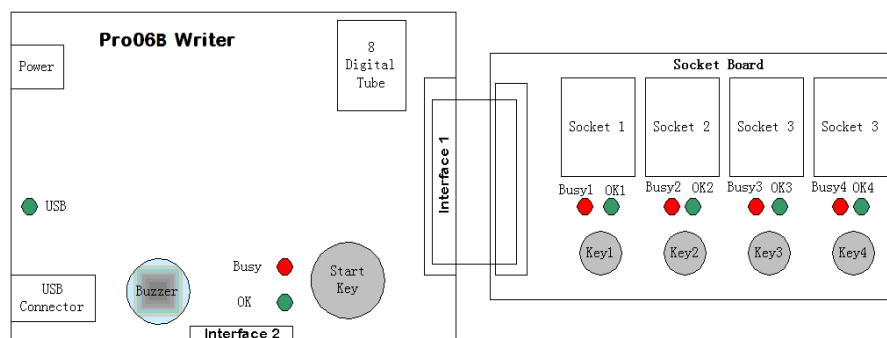 Pro06B Writer
8
Digital
Tube
Power
Interface 1
USB
Busy
OK
Start
Key
USB
Connector
Buzzer
Interface 2
Socket Board
Socket 1
Socket 2
Socket 3
Socket 3
Busy1 OK1
Busy2 OK2
Busy3 OK3
Busy4 OK4
Key1
Key2
Key3
Key4